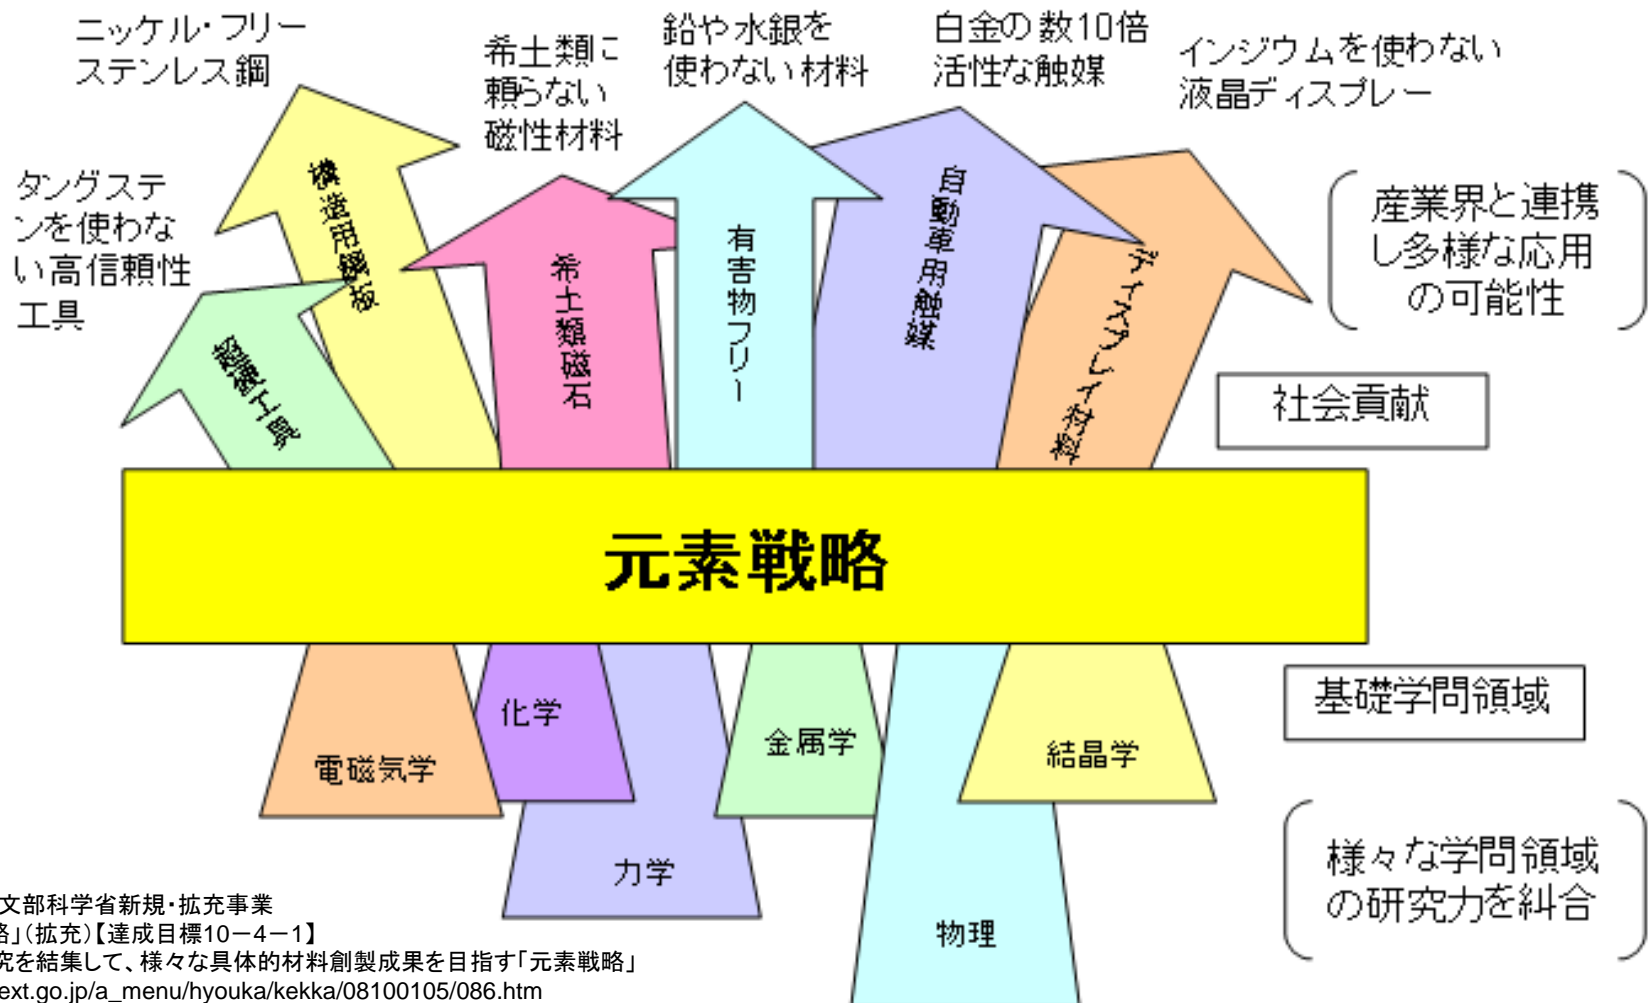 ニッケル・フリー
ステンレス鋼
希土類に
頼らない
磁性材料
鉛や水銀を
使わない材料
白金の数10倍
活性な触媒
インジウムを使わない
液晶ディスプレー
タングステ
ンを使わな
い高信頼性
工具
産業界と連携
し多様な応用
の可能性
超硬工具
構造用鋼板
希土類磁石
有害物フリー
自動車用触媒
ディスプレイ材料
社会貢献
元素戦略
基礎学問領域
電磁気学
化学
力学
金属学
物理
結晶学
様々な学問領域
の研究力を糾合
文部科学省新規・拡充事業
略」(拡充)【達成目標10-4-1】
究を結集して、様々な具体的材料創製成果を目指す「元素戦略」
ext.go.jp/a_menu/hyouka/kekka/08100105/086.htm